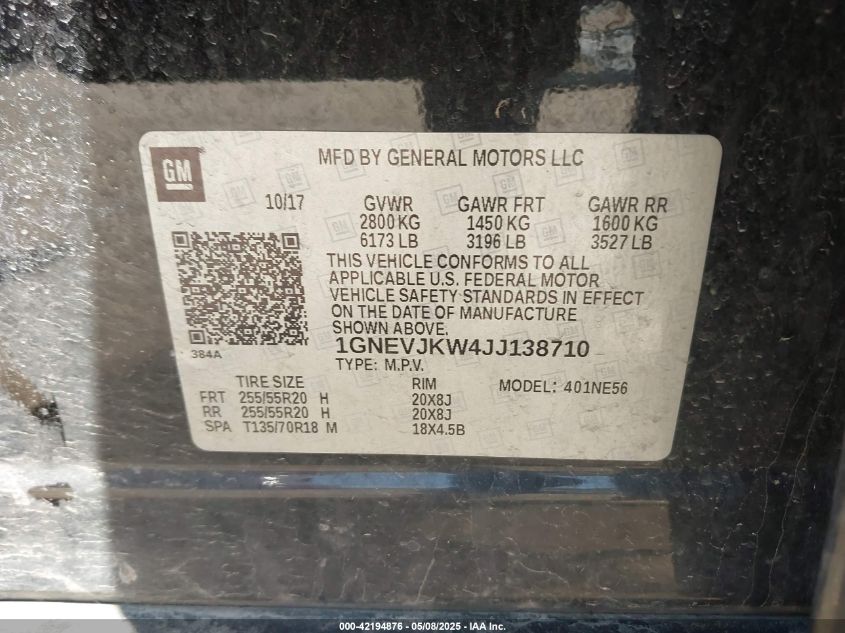 GM
MFD BY GENERAL MOTORS LLC
10/17 GVWR GAWR FRT GAWR RR
2800 KG 1450 KG 1600 KG
6173 LB 3196 LB 3527 LB
THIS VEHICLE CONFORMS TO ALL
APPLICABLE U.S. FEDERAL MOTOR
VEHICLE SAFETY STANDARDS IN EFFECT
ON THE DATE OF MANUFACTURE
SHOWN ABOVE.
384A
1GNEVJKW4JJ138710
TYPE: M.P.V.
TIRE SIZE RIM MODEL: 401NE56
FRT 255/55R20 H 20X8J
RR 255/55R20 H 20X8J
SPA T135/70R18 M 18X4.5B
000-42194876 - 05/08/2025 - IAA Inc.